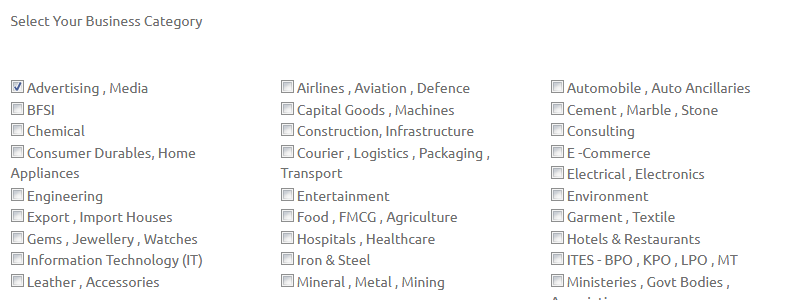 Select Your Business Category
Advertising , Media
Airlines , Aviation , Defence
Automobile , Auto Ancillaries
BFSI
Capital Goods , Machines
Cement , Marble , Stone
Chemical
Construction, Infrastructure
Consulting
Consumer Durables, Home
Appliances
Courier , Logistics , Packaging ,
Transport
E -Commerce
Electrical , Electronics
Engineering
Entertainment
Environment
Export , Import Houses
Food , FMCG , Agriculture
Garment , Textile
Gems , Jewellery , Watches
Hospitals , Healthcare
Hotels & Restaurants
Information Technology (IT)
Iron & Steel
ITES - BPO , KPO , LPO , MT
Leather , Accessories
Mineral , Metal , Mining
Ministeries , Govt Bodies ,